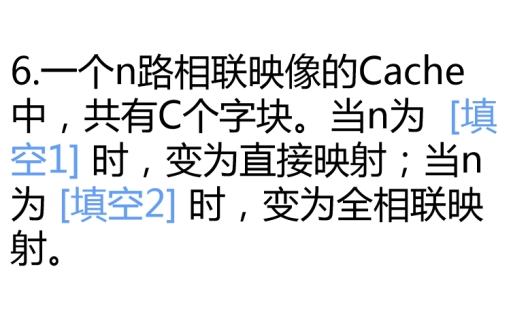 6.一个n路相联映像的Cache
中，共有C个字块。当n为 [填
空1] 时，变为直接映射；当n
为 [填空2] 时，变为全相联映
射。